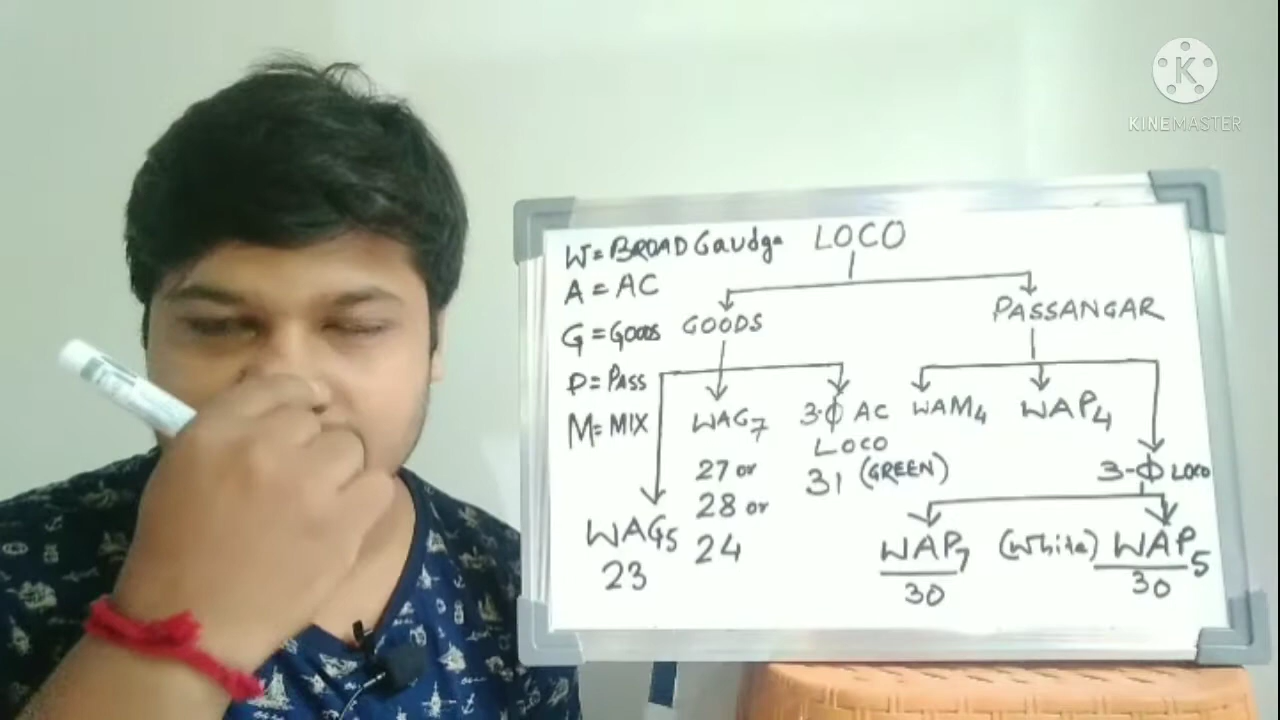 KINEMASTER
LOCO
W = BROAD Gaudge
A = AC
G = Goods
P = PASS
M = MIX
GOODS
PASSANGAR
WAG7
27 or
28 or
24
3-Φ AC
LOCO
31 (GREEN)
WAM4
WAP4
3-Φ LOCO
WAG5
23
WAP7
30
(White) WAP5
30